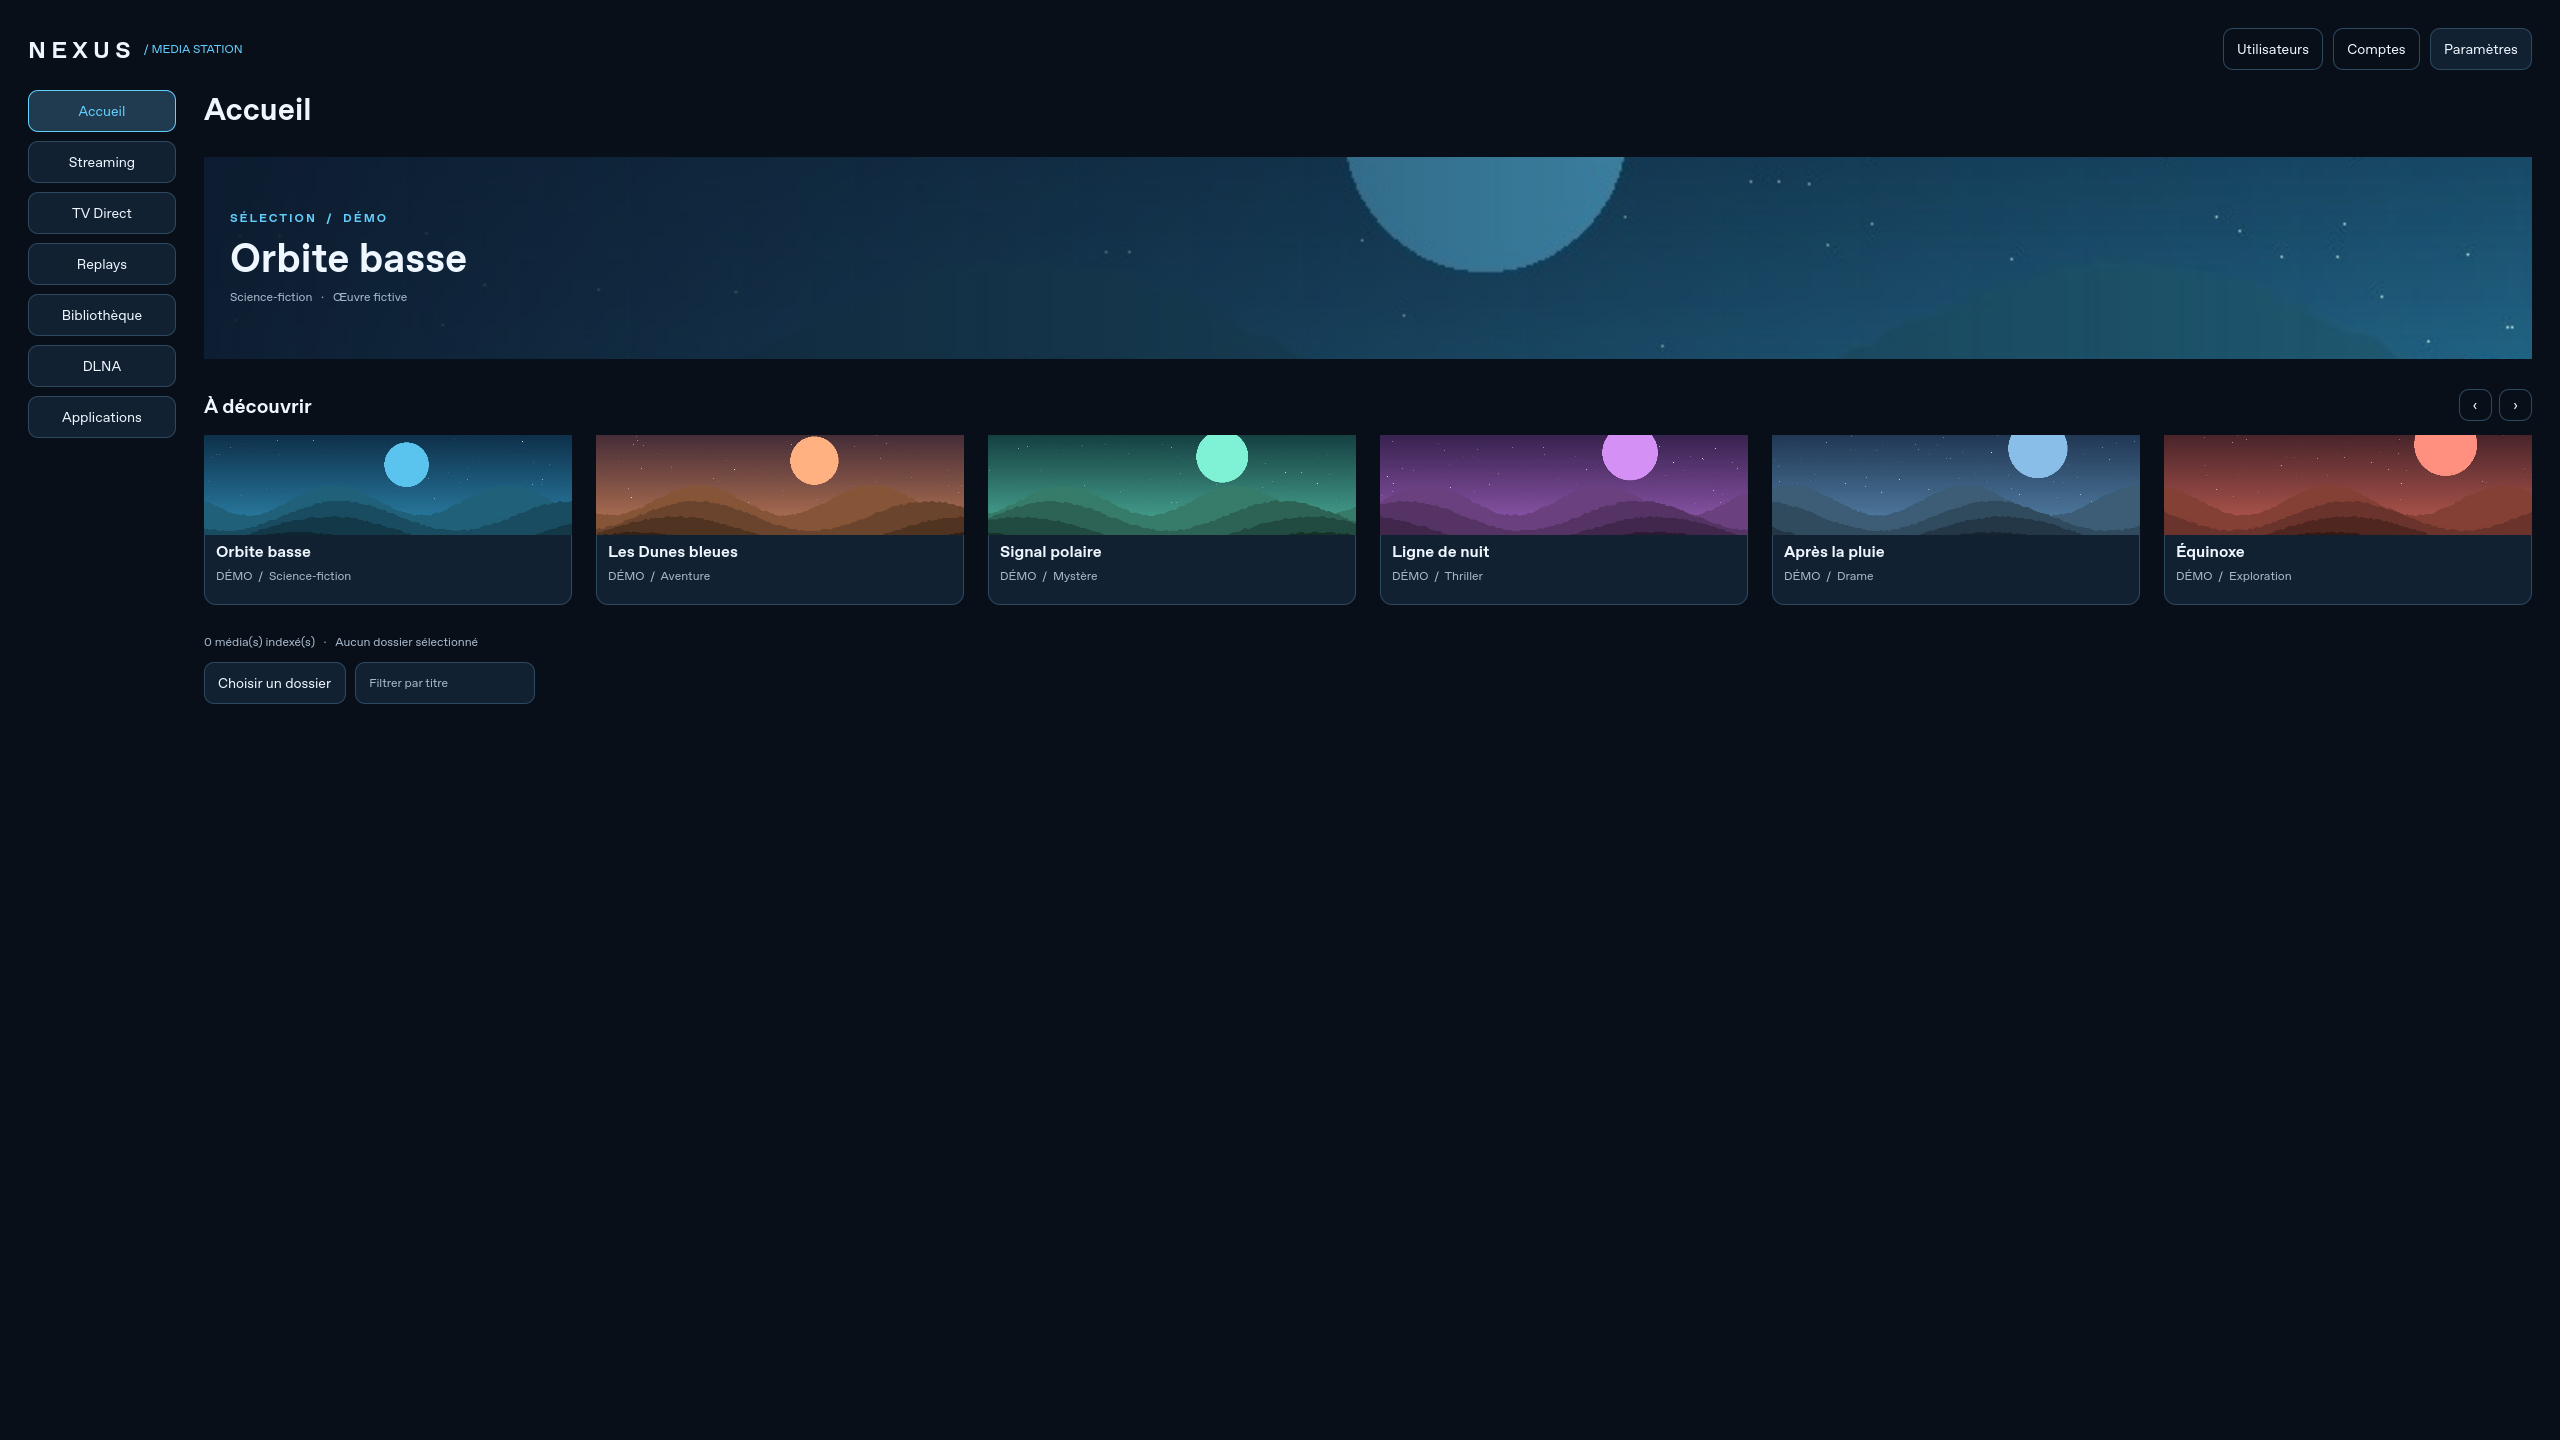 NEXUS / MEDIA STATION
Utilisateurs
Comptes
Paramètres
Accueil
Streaming
TV Direct
Replays
Bibliothèque
DLNA
Applications
Accueil
SÉLECTION / DÉMO
Orbite basse
Science-fiction · Œuvre fictive
À découvrir
‹ ›
Orbite basse
DÉMO / Science-fiction
Les Dunes bleues
DÉMO / Aventure
Signal polaire
DÉMO / Mystère
Ligne de nuit
DÉMO / Thriller
Après la pluie
DÉMO / Drame
Équinoxe
DÉMO / Exploration
0 média(s) indexé(s) · Aucun dossier sélectionné
Choisir un dossier
Filtrer par titre